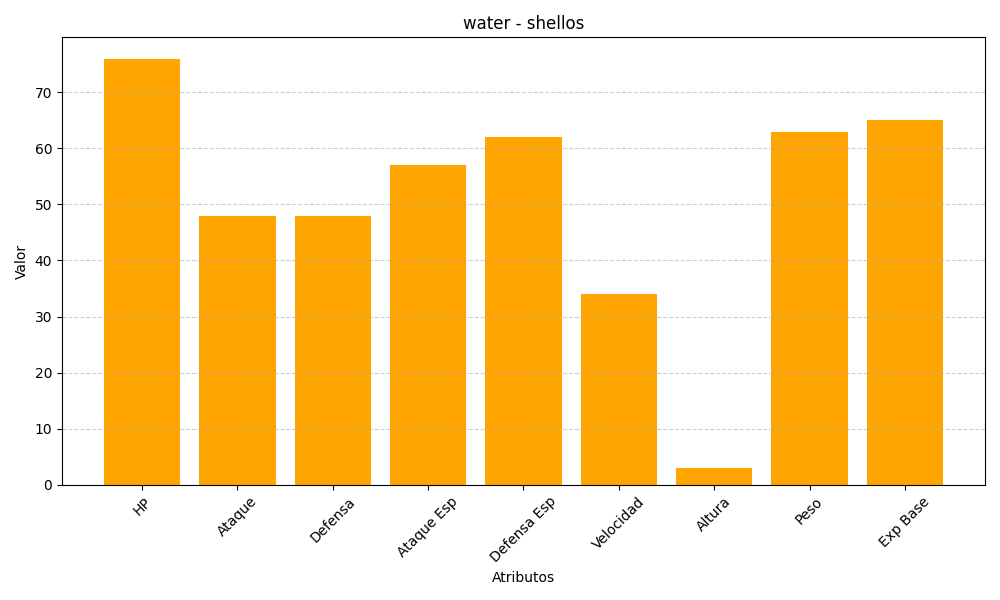 water - shellos
Valor
70
60
50
40
30
20
10
0
HP
Ataque
Defensa
Ataque Esp
Defensa Esp
Velocidad
Altura
Peso
Exp Base
Atributos